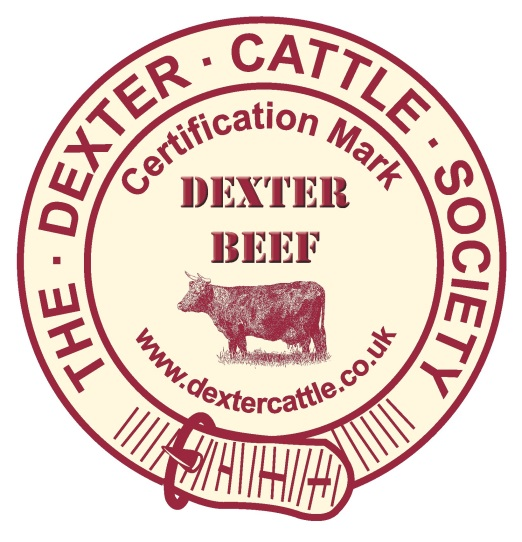 THE · DEXTER · CATTLE · SOCIETY
Certification Mark
DEXTER
BEEF
www.dextercattle.co.uk